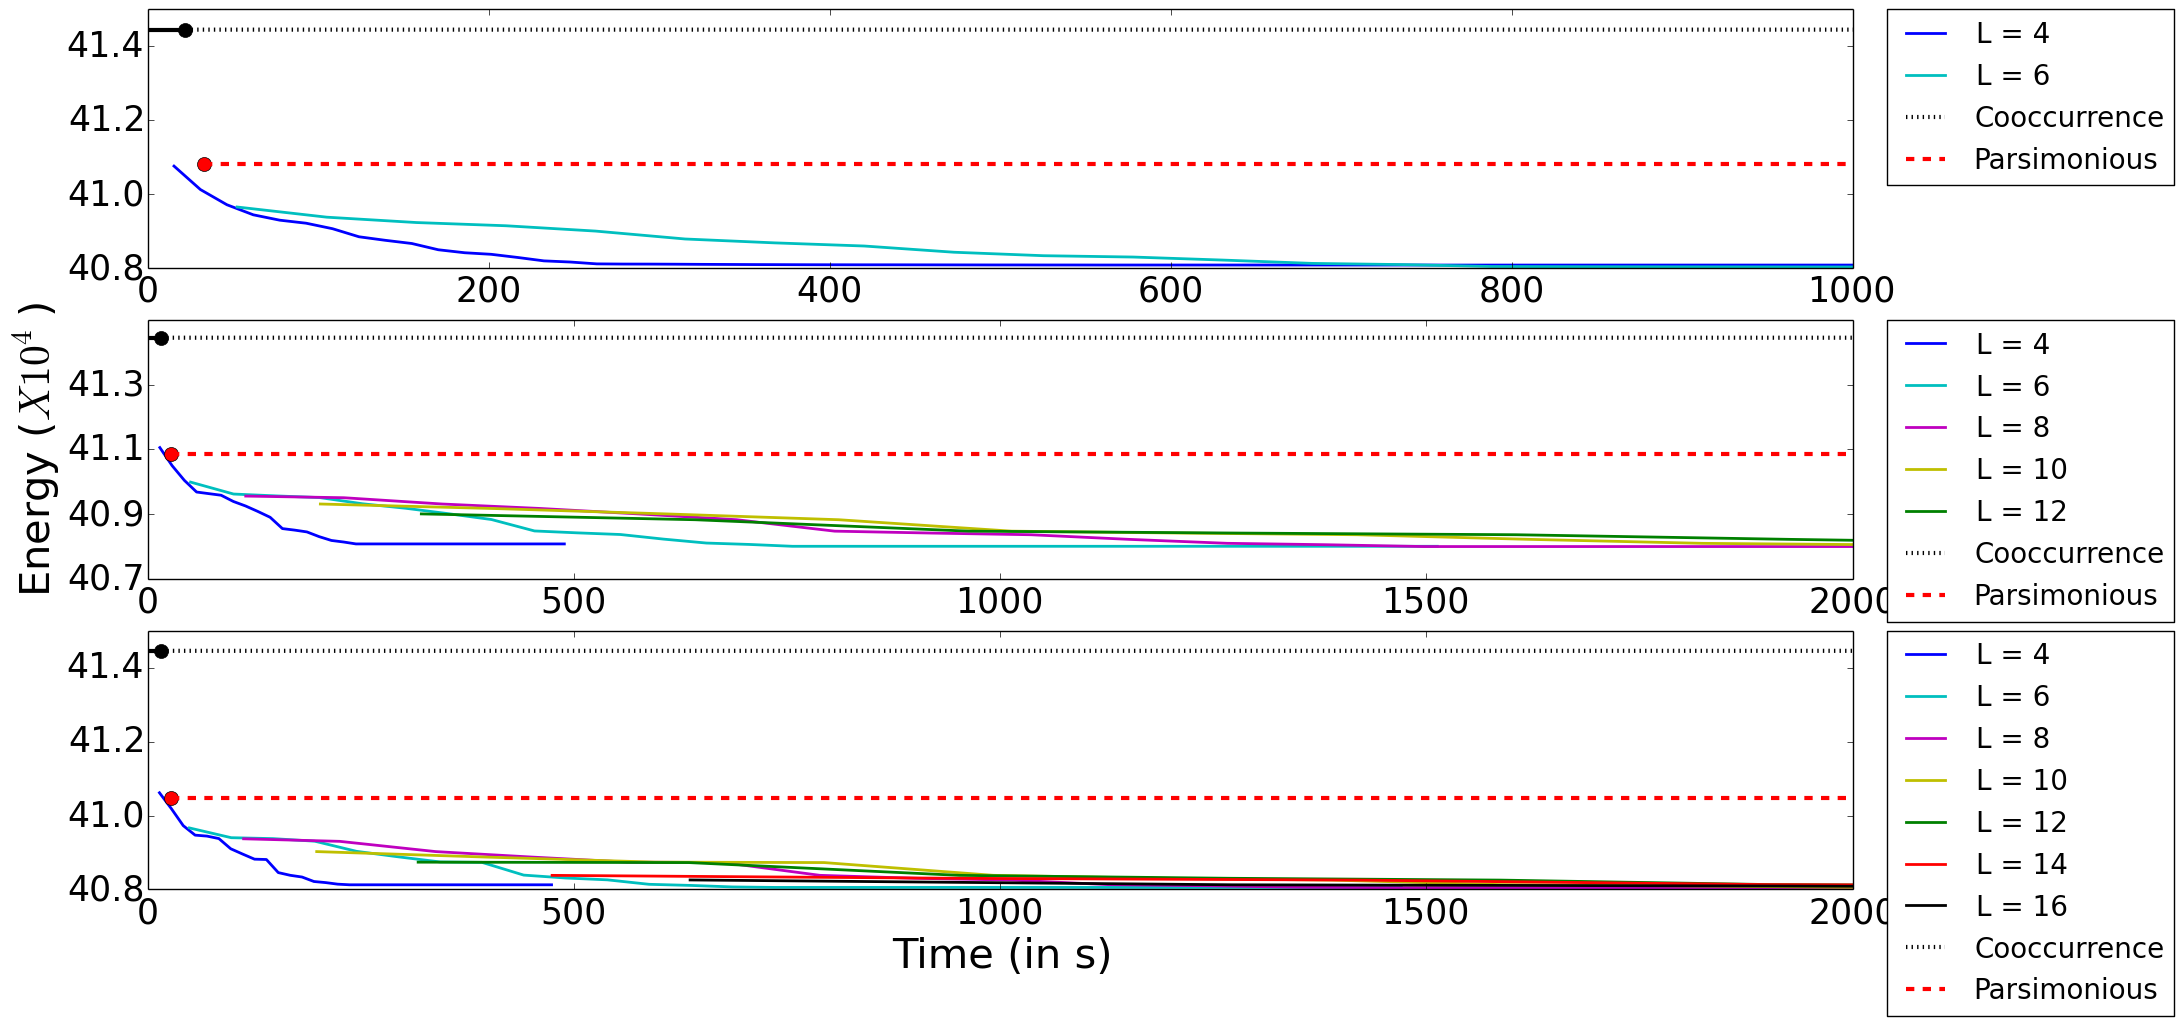 Energy (X10^4)
41.4
41.2
41.0
40.8
0 200 400 600 800 1000
L = 4
L = 6
Cooccurrence
Parsimonious
41.3
41.1
40.9
40.7
0 500 1000 1500 2000
L = 4
L = 6
L = 8
L = 10
L = 12
Cooccurrence
Parsimonious
41.4
41.2
41.0
40.8
0 500 1000 1500 2000
Time (in s)
L = 4
L = 6
L = 8
L = 10
L = 12
L = 14
L = 16
Cooccurrence
Parsimonious